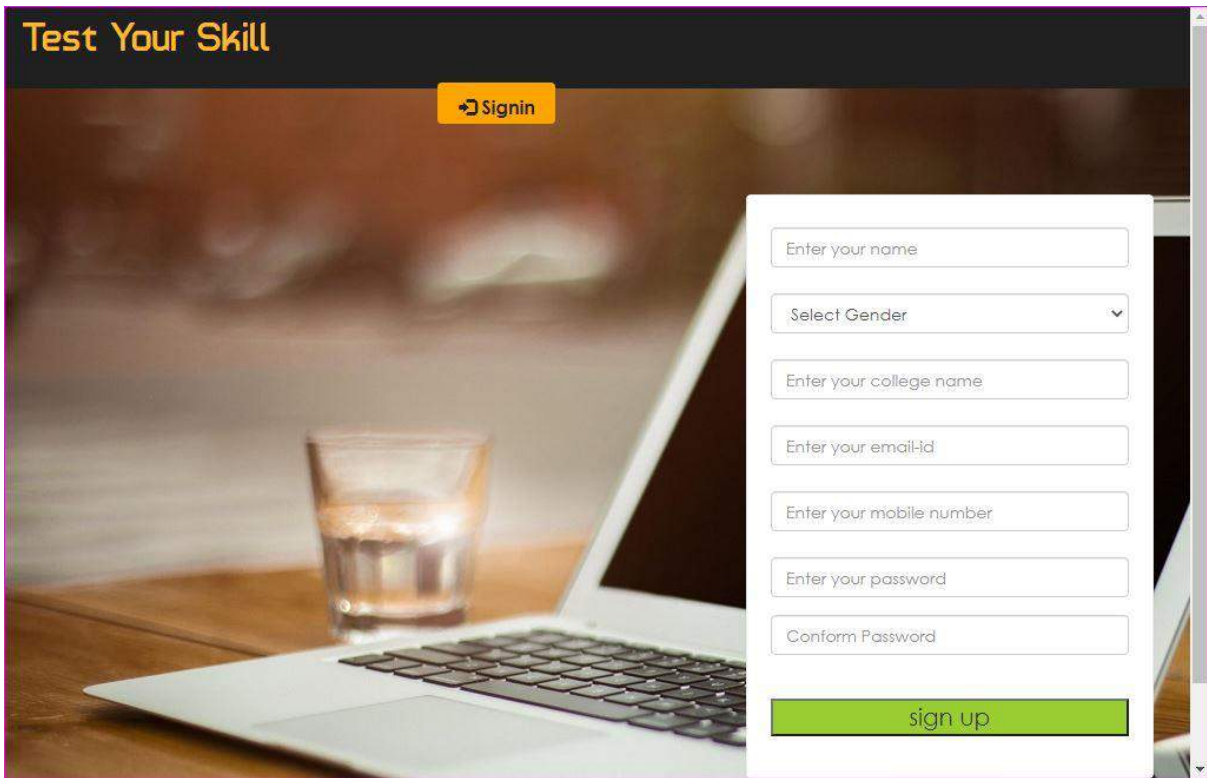 Test Your Skill
Signin
Enter your name
Select Gender
Enter your college name
Enter your email-id
Enter your mobile number
Enter your password
Conform Password
sign up